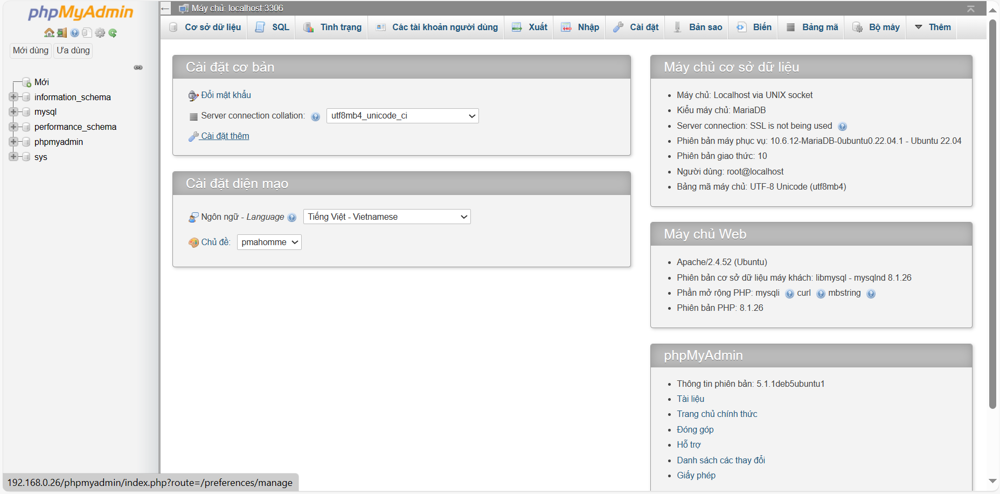 phpMyAdmin
Mới dùng Ưa dùng
Mới
information_schema
mysql
performance_schema
phpmyadmin
sys
Máy chủ: localhost:3306
Cơ sở dữ liệu SQL Tình trạng Các tài khoản người dùng Xuất Nhập Cài đặt Bản sao Biến Bảng mã Bộ máy Thêm
Cài đặt cơ bản
Đổi mật khẩu
Server connection collation: utf8mb4_unicode_ci
Cài đặt thêm
Cài đặt diện mạo
Ngôn ngữ - Language Tiếng Việt - Vietnamese
Chủ đề: pmahomme
Máy chủ cơ sở dữ liệu
Máy chủ: Localhost via UNIX socket
Kiểu máy chủ: MariaDB
Server connection: SSL is not being used
Phiên bản máy phục vụ: 10.6.12-MariaDB-0ubuntu0.22.04.1 - Ubuntu 22.04
Phiên bản giao thức: 10
Người dùng: root@localhost
Bảng mã máy chủ: UTF-8 Unicode (utf8mb4)
Máy chủ Web
Apache/2.4.52 (Ubuntu)
Phiên bản cơ sở dữ liệu máy khách: libmysql - mysqlnd 8.1.26
Phần mở rộng PHP: mysqli curl mbstring
Phiên bản PHP: 8.1.26
phpMyAdmin
Thông tin phiên bản: 5.1.1deb5ubuntu1
Tài liệu
Trang chủ chính thức
Đóng góp
Hỗ trợ
Danh sách các thay đổi
Giấy phép
192.168.0.26/phpmyadmin/index.php?route=/preferences/manage